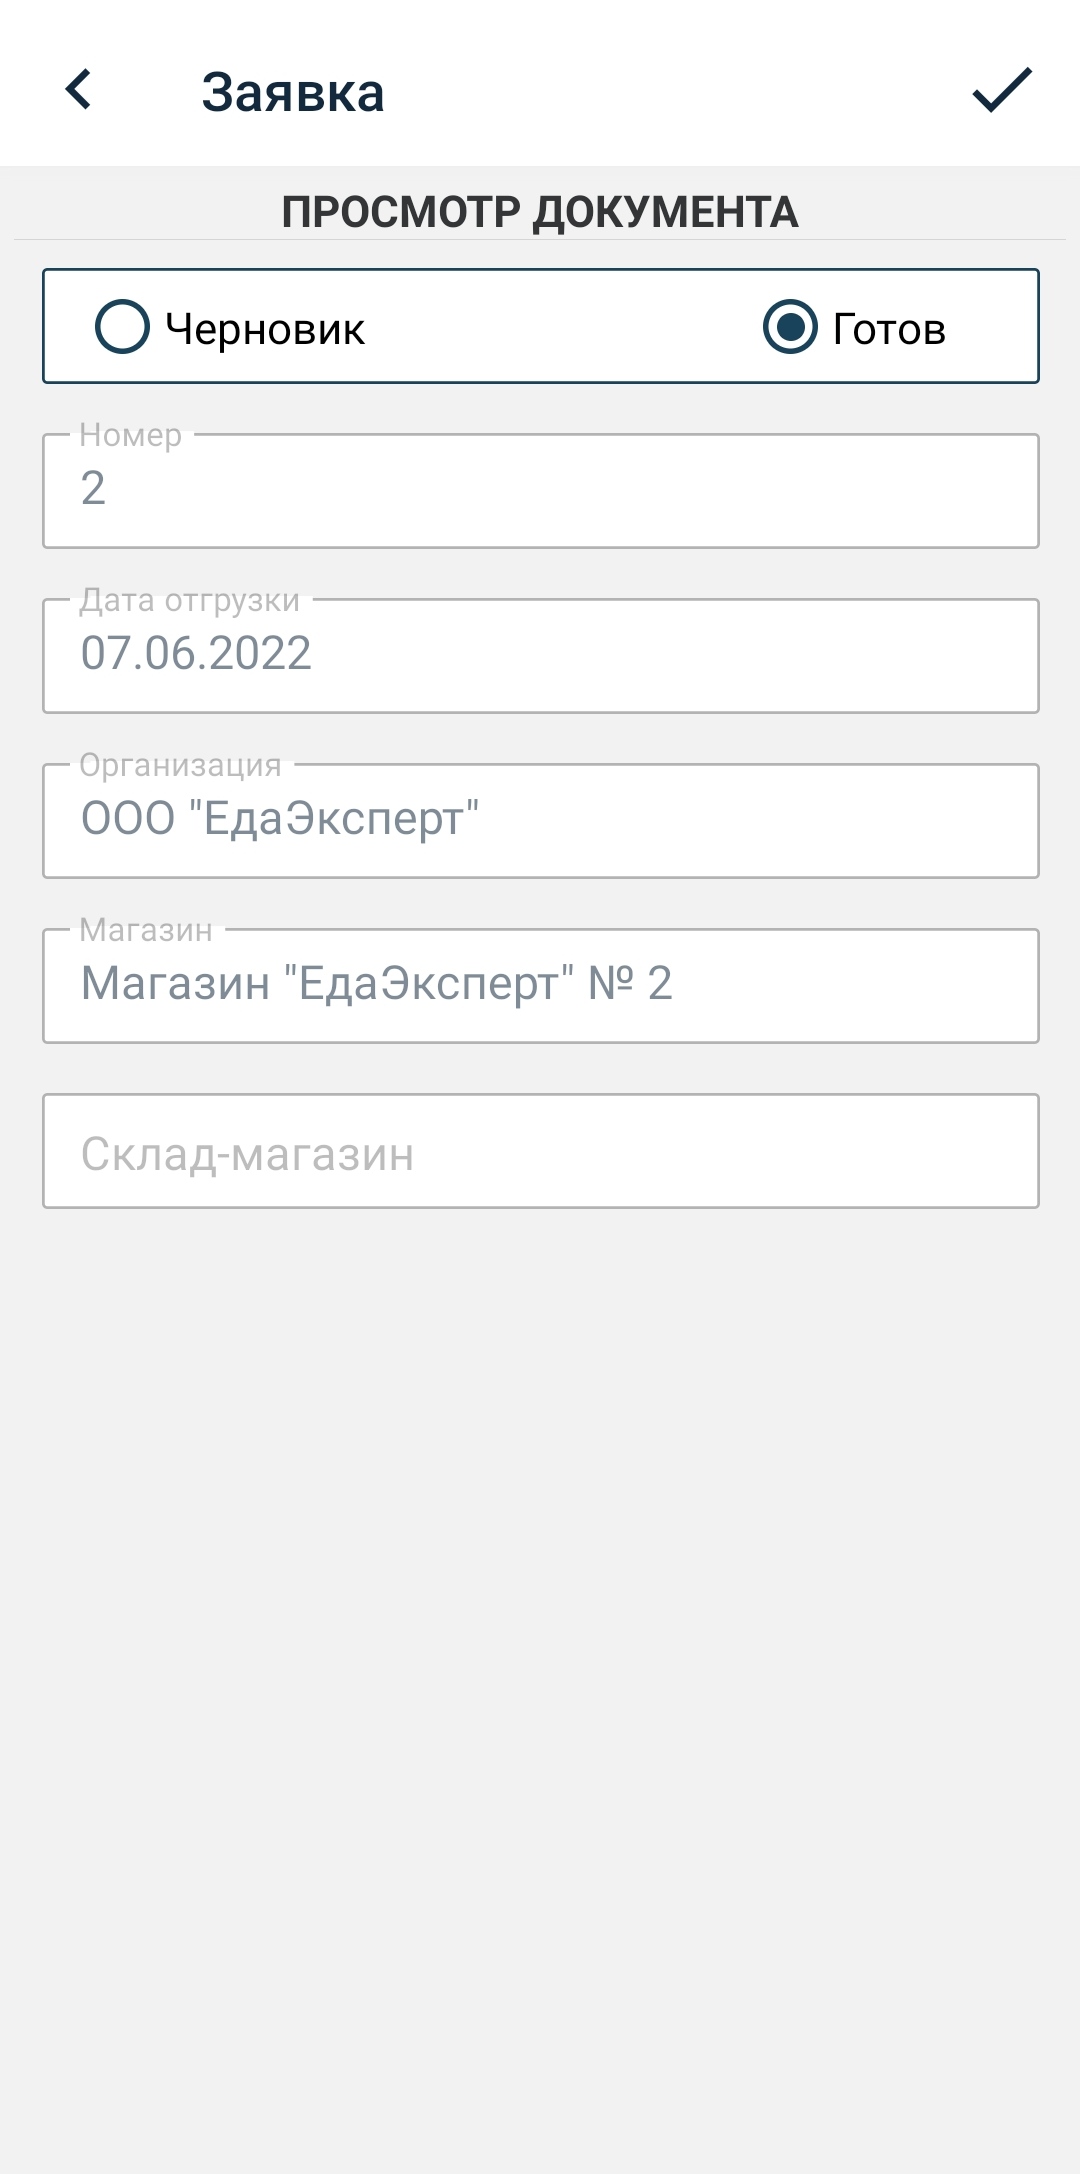 Заявка
ПРОСМОТР ДОКУМЕНТА
Черновик Готов
Номер
2
Дата отгрузки
07.06.2022
Организация
ООО "ЕдаЭксперт"
Магазин
Магазин "ЕдаЭксперт" № 2
Склад-магазин